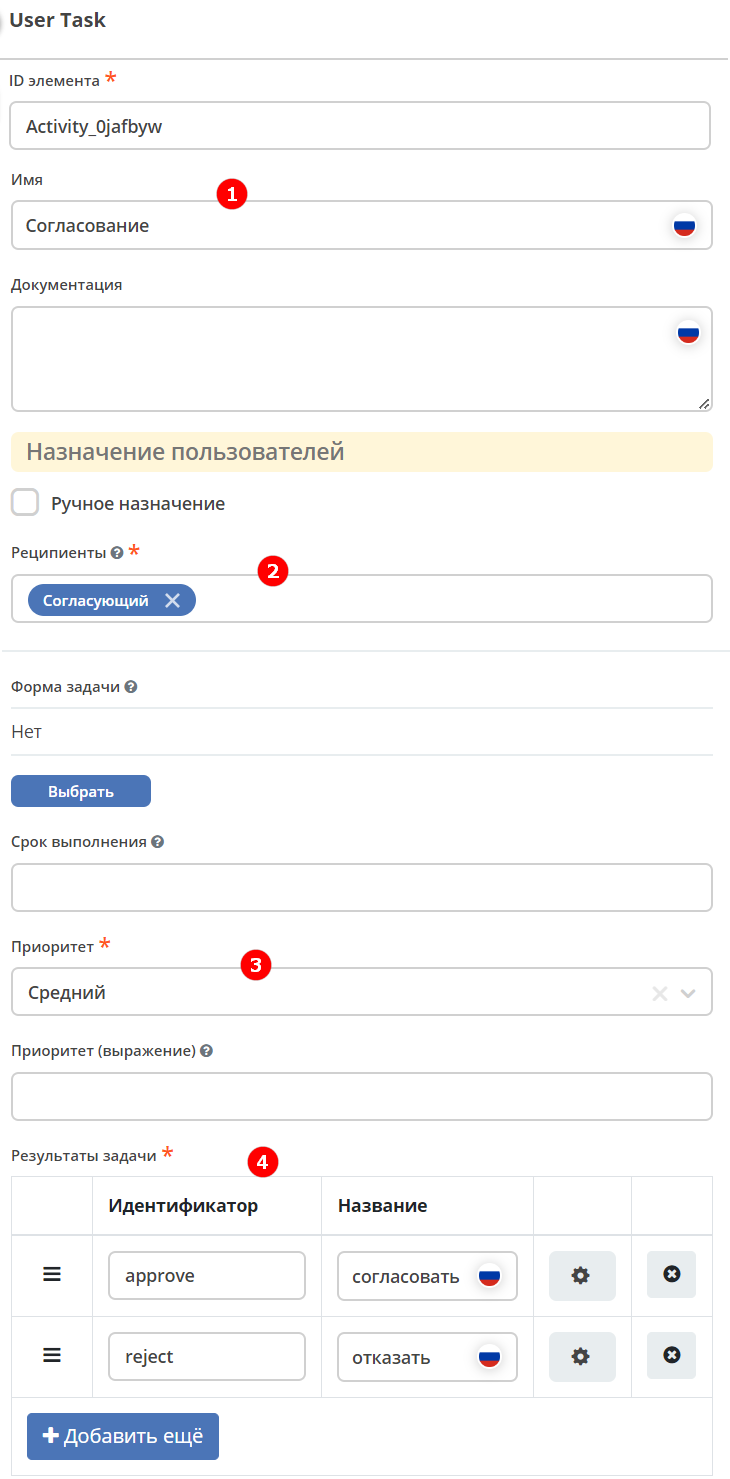 User Task
ID элемента *
Activity_0jafbyw
Имя
1
Согласование
Документация
Назначение пользователей
Ручное назначение
Реципиенты ? *
2
Согласующий
Форма задачи ?
Нет
Выбрать
Срок выполнения ?
Приоритет *
3
Средний
Приоритет (выражение) ?
Результаты задачи *
4
Идентификатор Название
approve согласовать
reject отказать
+ Добавить ещё